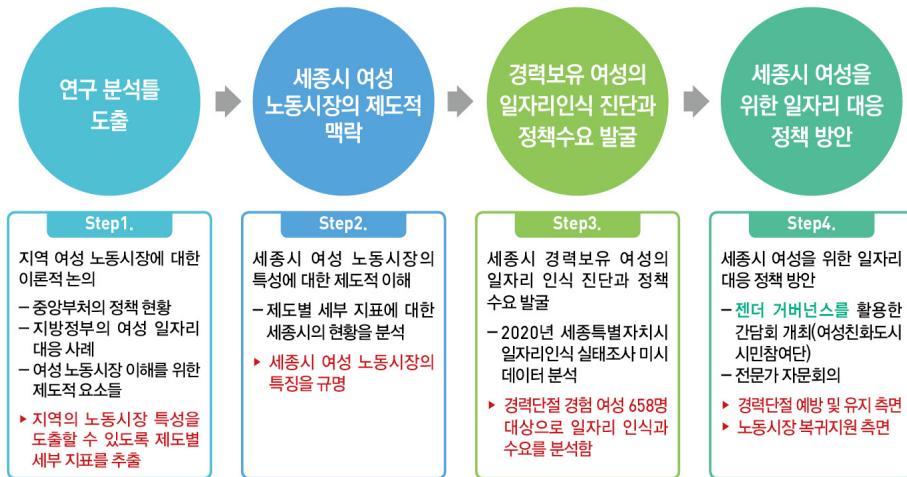 연구 분석틀
도출
세종시 여성
노동시장의 제도적
맥락
경력보유 여성의
일자리인식 진단과
정책수요 발굴
세종시 여성을
위한 일자리 대응
정책 방안
Step1.
지역 여성 노동시장에 대한
이론적 논의
– 중앙부처의 정책 현황
– 지방정부의 여성 일자리
대응 사례
– 여성 노동시장 이해를 위한
제도적 요소들
▶ 지역의 노동시장 특성을
도출할 수 있도록 제도별
세부 지표를 추출
Step2.
세종시 여성 노동시장의
특성에 대한 제도적 이해
– 제도별 세부 지표에 대한
세종시의 현황을 분석
▶ 세종시 여성 노동시장의
특징을 규명
Step3.
세종시 경력보유 여성의
일자리 인식 진단과 정책
수요 발굴
– 2020년 세종특별자치시
일자리인식 실태조사 미시
데이터 분석
▶ 경력단절 경험 여성 658명
대상으로 일자리 인식과
수요를 분석함
Step4.
세종시 여성을 위한 일자리
대응 정책 방안
– 젠더 거버넌스를 활용한
간담회 개최(여성친화도시
시민참여단)
– 전문가 자문회의
▶ 경력단절 예방 및 유지 측면
▶ 노동시장 복귀지원 측면